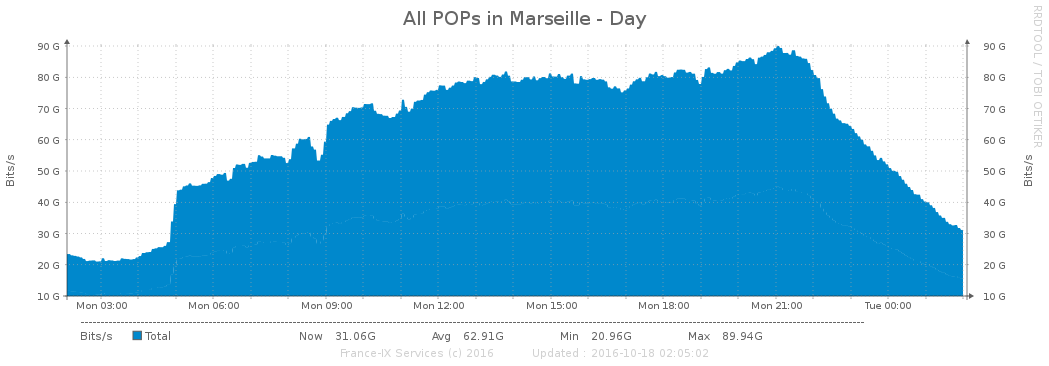 All POPs in Marseille - Day
RRDTOOL / TOBI OETIKER
Bits/s
90 G
80 G
70 G
60 G
50 G
40 G
30 G
20 G
10 G
90 G
80 G
70 G
60 G
50 G
40 G
30 G
20 G
10 G
Bits/s
Mon 03:00 Mon 06:00 Mon 09:00 Mon 12:00 Mon 15:00 Mon 18:00 Mon 21:00 Tue 00:00
Bits/s Total Now 31.06G Avg 62.91G Min 20.96G Max 89.94G
France-IX Services (c) 2016 Updated : 2016-10-18 02:05:02